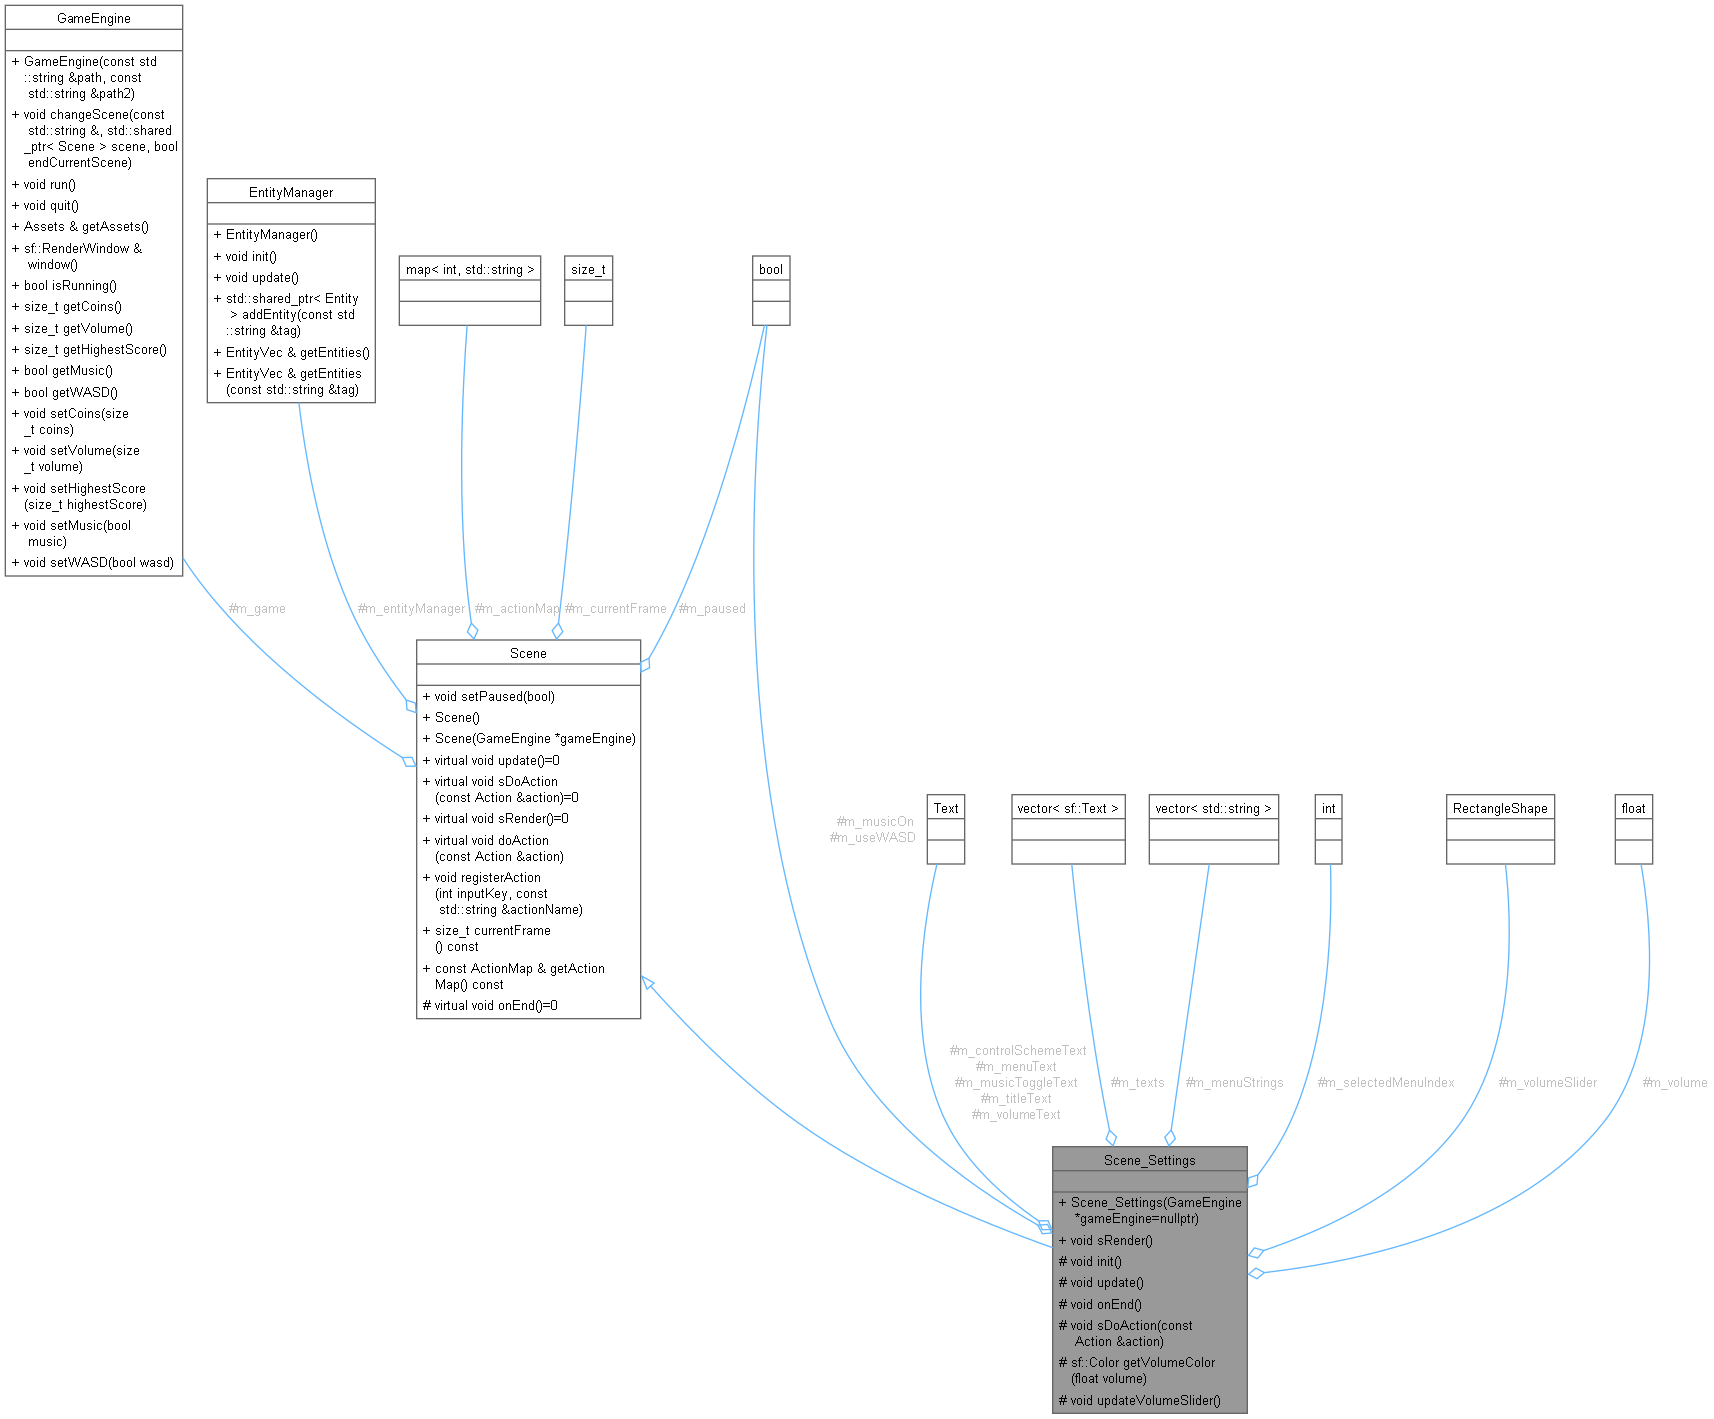 GameEngine
+ GameEngine(const std
::string &path, const
std::string &path2)
+ void changeScene(const
std::string &, std::shared
_ptr< Scene > scene, bool
endCurrentScene)
+ void run()
+ void quit()
+ Assets & getAssets()
+ sf::RenderWindow &
window()
+ bool isRunning()
+ size_t getCoins()
+ size_t getVolume()
+ size_t getHighestScore()
+ bool getMusic()
+ bool getWASD()
+ void setCoins(size
_t coins)
+ void setVolume(size
_t volume)
+ void setHighestScore
(size_t highestScore)
+ void setMusic(bool
music)
+ void setWASD(bool wasd)
EntityManager
+ EntityManager()
+ void init()
+ void update()
+ std::shared_ptr< Entity
> addEntity(const std
::string &tag)
+ EntityVec & getEntities()
+ EntityVec & getEntities
(const std::string &tag)
map< int, std::string >
size_t
bool
#m_game
#m_entityManager
#m_actionMap
#m_currentFrame
#m_paused
Scene
+ void setPaused(bool)
+ Scene()
+ Scene(GameEngine *gameEngine)
+ virtual void update()=0
+ virtual void sDoAction
(const Action &action)=0
+ virtual void sRender()=0
+ virtual void doAction
(const Action &action)
+ void registerAction
(int inputKey, const
std::string &actionName)
+ size_t currentFrame
() const
+ const ActionMap & getAction
Map() const
# virtual void onEnd()=0
#m_musicOn
#m_useWASD
Text
vector< sf::Text >
vector< std::string >
int
RectangleShape
float
#m_controlSchemeText
#m_menuText
#m_musicToggleText
#m_titleText
#m_volumeText
#m_texts
#m_menuStrings
#m_selectedMenuIndex
#m_volumeSlider
#m_volume
Scene_Settings
+ Scene_Settings(GameEngine
*gameEngine=nullptr)
+ void sRender()
# void init()
# void update()
# void onEnd()
# void sDoAction(const
Action &action)
# sf::Color getVolumeColor
(float volume)
# void updateVolumeSlider()